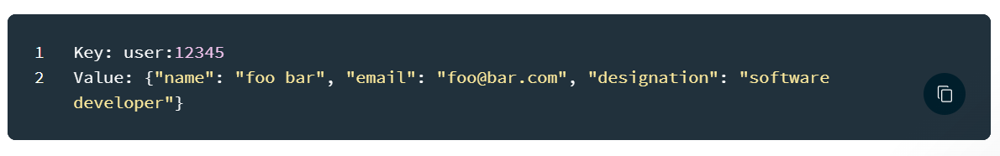 1 Key: user:12345
2 Value: {"name": "foo bar", "email": "foo@bar.com", "designation": "software
developer"}